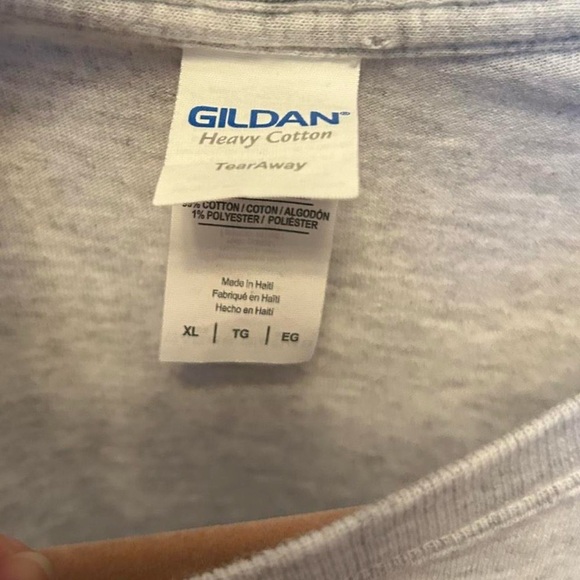 GILDAN®
Heavy Cotton
TearAway
COTTON / COTON / ALGODÓN
1% POLYESTER / POLIÉSTER
Made in Haiti
Fabriqué en Haïti
Hecho en Haití
XL | TG | EG